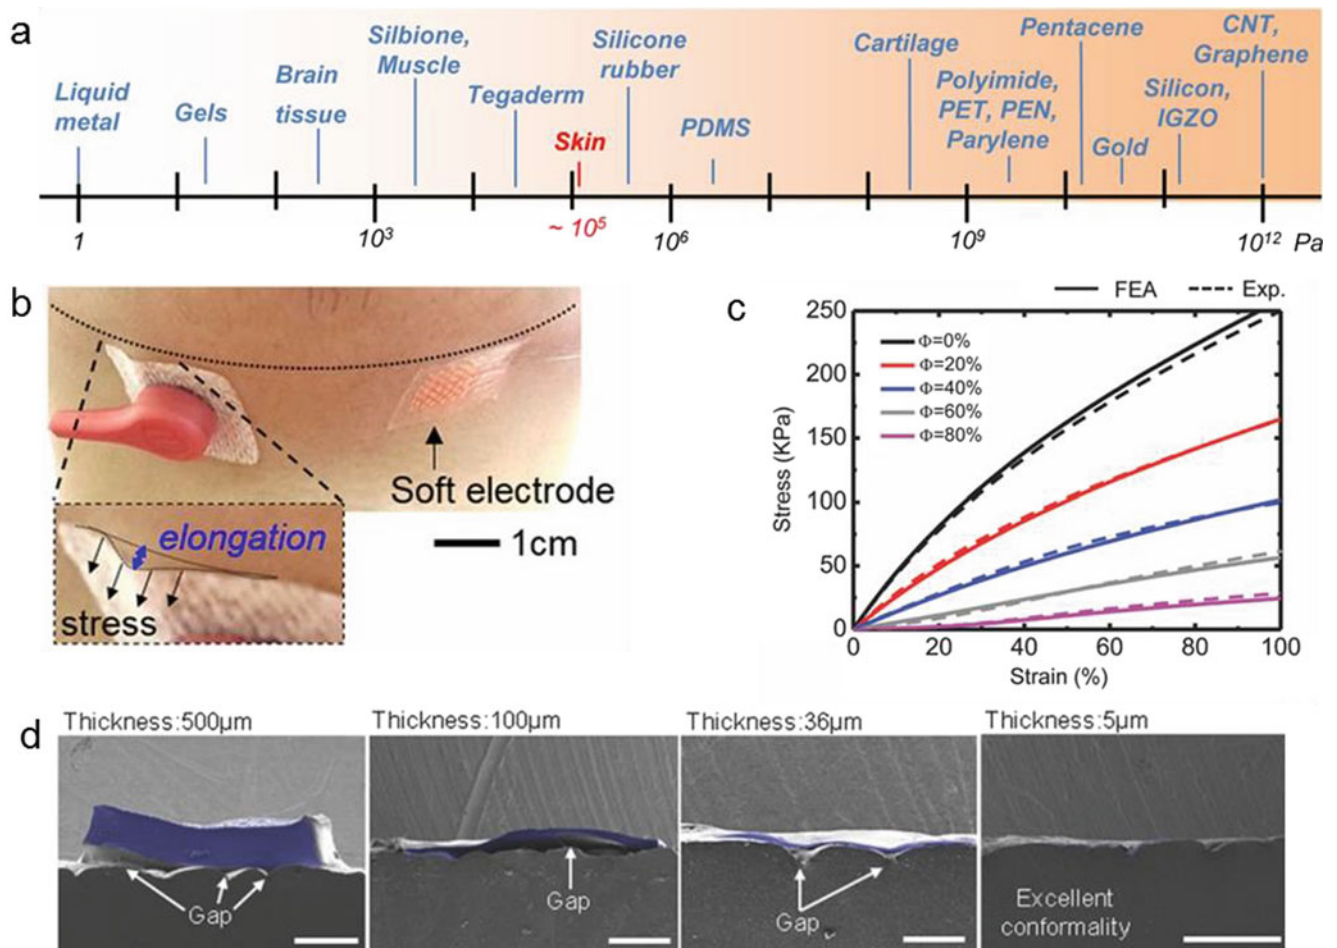 a
Liquid
metal
Gels
Brain
tissue
Silbione,
Muscle
Tegaderm
Skin
Silicone
rubber
PDMS
Cartilage
Polyimide,
PET, PEN,
Parylene
Pentacene
Gold
Silicon,
IGZO
CNT,
Graphene
1
10³
~ 10⁵
10⁶
10⁹
10¹² Pa
b
Soft electrode
1cm
elongation
stress
c
FEA
Exp.
Φ=0%
Φ=20%
Φ=40%
Φ=60%
Φ=80%
Stress (KPa)
250
200
150
100
50
0
0 20 40 60 80 100
Strain (%)
d
Thickness:500μm
Gap
Thickness:100μm
Gap
Thickness:36μm
Gap
Thickness:5μm
Excellent
conformality